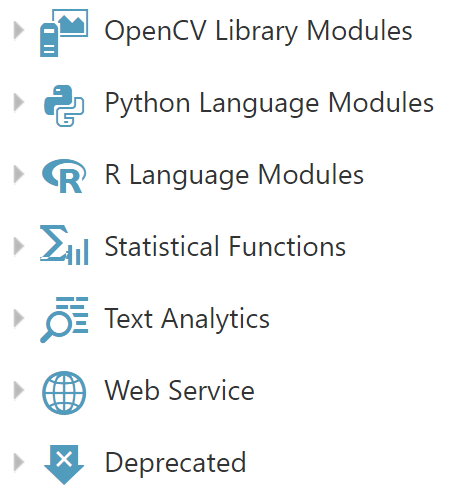 OpenCV Library Modules
Python Language Modules
R Language Modules
Statistical Functions
Text Analytics
Web Service
Deprecated